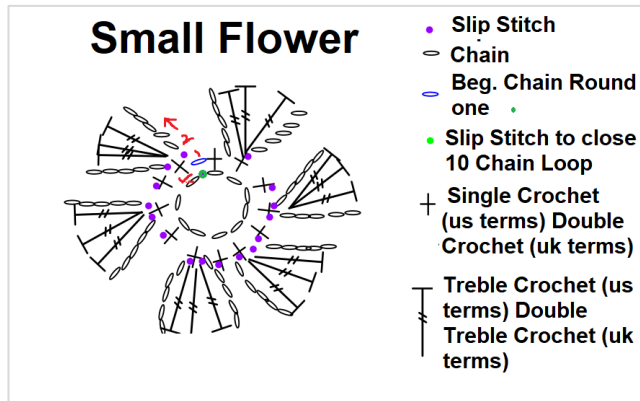 Small Flower
Slip Stitch
Chain
Beg. Chain Round
one
Slip Stitch to close
10 Chain Loop
Single Crochet
(us terms) Double
Crochet (uk terms)
Treble Crochet (us
terms) Double
Treble Crochet (uk
terms)